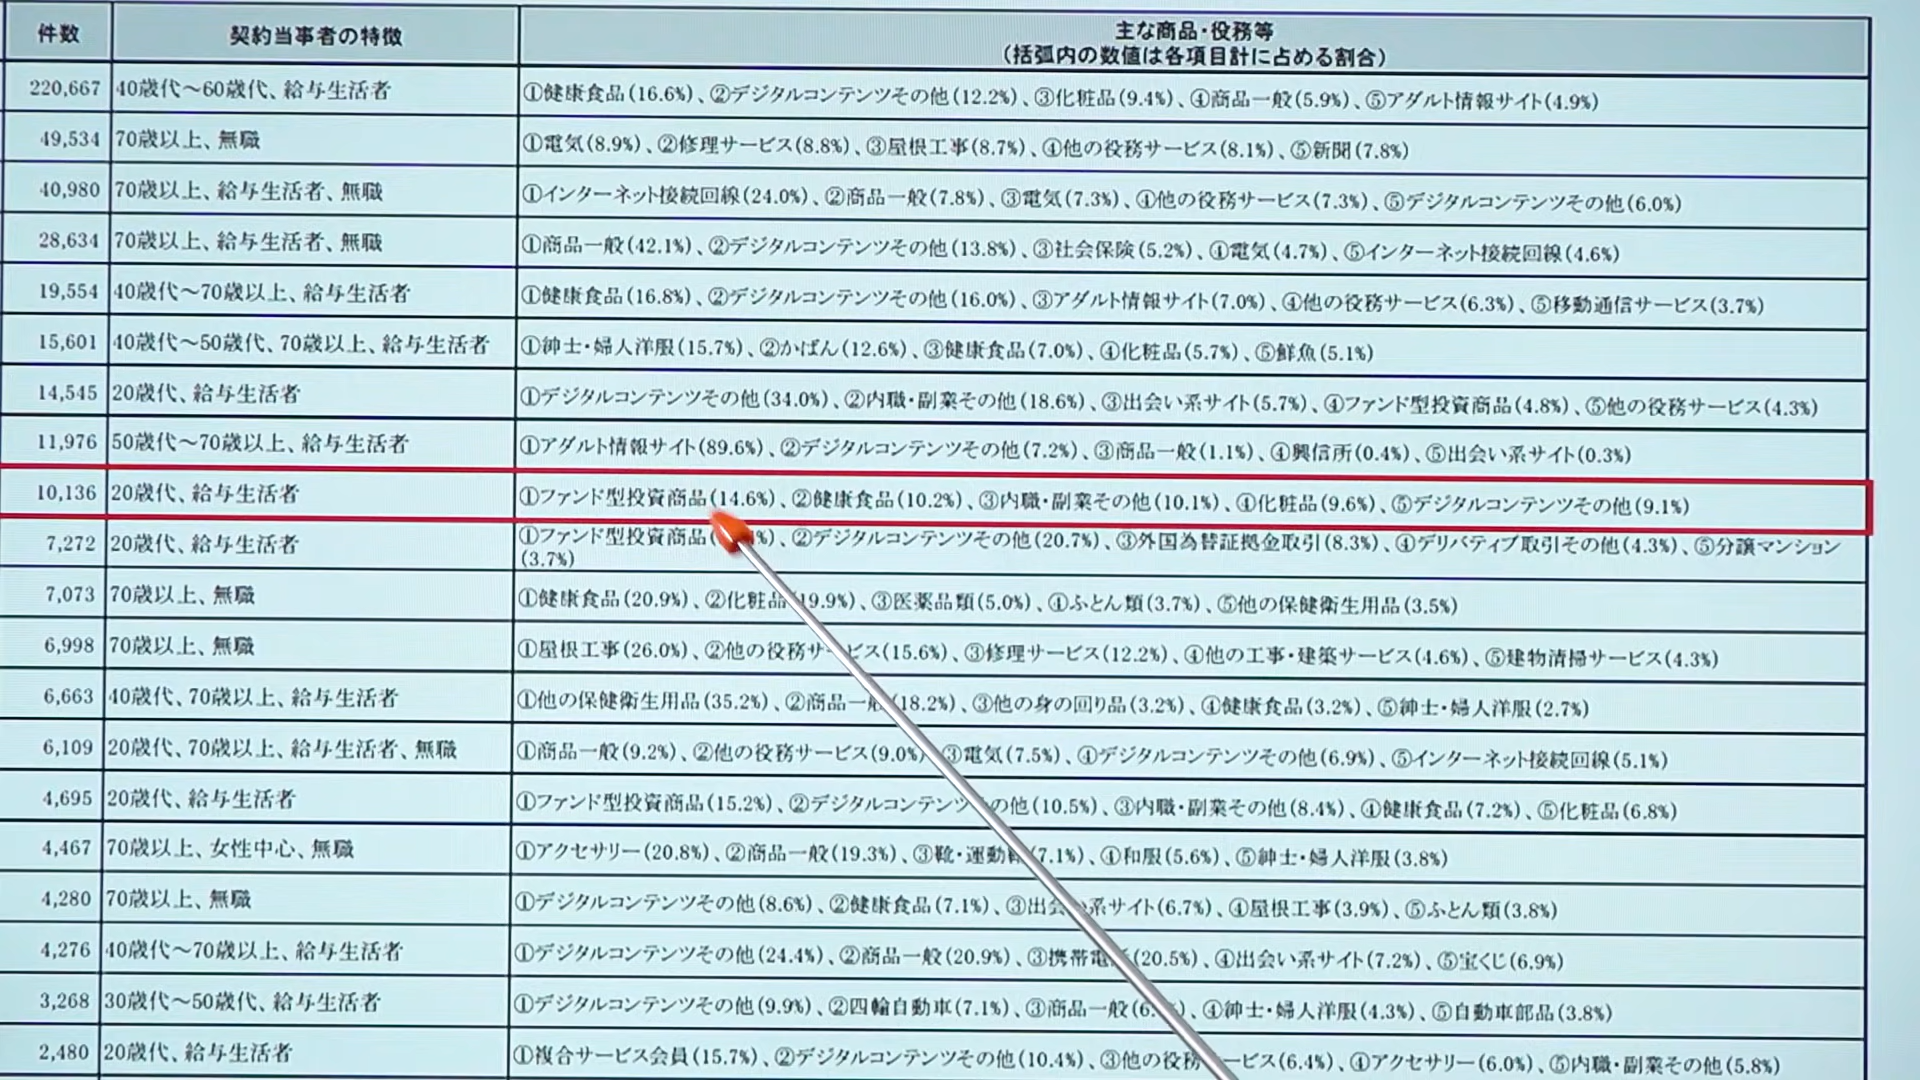 件数 契約当事者の特徴 主な商品・役務等
(括弧内の数値は各項目計に占める割合)
220,667 40歳代～60歳代、給与生活者 ①健康食品(16.6%)、②デジタルコンテンツその他(12.2%)、③化粧品(9.4%)、④商品一般(5.9%)、⑤アダルト情報サイト(4.9%)
49,534 70歳以上、無職 ①電気(8.9%)、②修理サービス(8.8%)、③屋根工事(8.7%)、④他の役務サービス(8.1%)、⑤新聞(7.8%)
40,980 70歳以上、給与生活者、無職 ①インターネット接続回線(24.0%)、②商品一般(7.8%)、③電気(7.3%)、④他の役務サービス(7.3%)、⑤デジタルコンテンツその他(6.0%)
28,634 70歳以上、給与生活者、無職 ①商品一般(42.1%)、②デジタルコンテンツその他(13.8%)、③社会保険(5.2%)、④電気(4.7%)、⑤インターネット接続回線(4.6%)
19,554 40歳代～70歳以上、給与生活者 ①健康食品(16.8%)、②デジタルコンテンツその他(16.0%)、③アダルト情報サイト(7.0%)、④他の役務サービス(6.3%)、⑤移動通信サービス(3.7%)
15,601 40歳代～50歳代、70歳以上、給与生活者 ①紳士・婦人洋服(15.7%)、②かばん(12.6%)、③健康食品(7.0%)、④化粧品(5.7%)、⑤鮮魚(5.1%)
14,545 20歳代、給与生活者 ①デジタルコンテンツその他(34.0%)、②内職・副業その他(18.6%)、③出会い系サイト(5.7%)、④ファンド型投資商品(4.8%)、⑤他の役務サービス(4.3%)
11,976 50歳代～70歳以上、給与生活者 ①アダルト情報サイト(89.6%)、②デジタルコンテンツその他(7.2%)、③商品一般(1.1%)、④興信所(0.4%)、⑤出会い系サイト(0.3%)
10,136 20歳代、給与生活者 ①ファンド型投資商品(14.6%)、②健康食品(10.2%)、③内職・副業その他(10.1%)、④化粧品(9.6%)、⑤デジタルコンテンツその他(9.1%)
7,272 20歳代、給与生活者 ①ファンド型投資商品 、②デジタルコンテンツその他(20.7%)、③外国為替証拠金取引(8.3%)、④デリバティブ取引その他(4.3%)、⑤分譲マンション
(3.7%)
7,073 70歳以上、無職 ①健康食品(20.9%)、②化粧品(19.9%)、③医薬品類(5.0%)、④ふとん類(3.7%)、⑤他の保健衛生用品(3.5%)
6,998 70歳以上、無職 ①屋根工事(26.0%)、②他の役務サービス(15.6%)、③修理サービス(12.2%)、④他の工事・建築サービス(4.6%)、⑤建物清掃サービス(4.3%)
6,663 40歳代、70歳以上、給与生活者 ①他の保健衛生用品(35.2%)、②商品一般(18.2%)、③他の身の回り品(3.2%)、④健康食品(3.2%)、⑤紳士・婦人洋服(2.7%)
6,109 20歳代、70歳以上、給与生活者、無職 ①商品一般(9.2%)、②他の役務サービス(9.0%)、③電気(7.5%)、④デジタルコンテンツその他(6.9%)、⑤インターネット接続回線(5.1%)
4,695 20歳代、給与生活者 ①ファンド型投資商品(15.2%)、②デジタルコンテンツその他(10.5%)、③内職・副業その他(8.4%)、④健康食品(7.2%)、⑤化粧品(6.8%)
4,467 70歳以上、女性中心、無職 ①アクセサリー(20.8%)、②商品一般(19.3%)、③靴・運動靴(7.1%)、④和服(5.6%)、⑤紳士・婦人洋服(3.8%)
4,280 70歳以上、無職 ①デジタルコンテンツその他(8.6%)、②健康食品(7.1%)、③出会い系サイト(6.7%)、④屋根工事(3.9%)、⑤ふとん類(3.8%)
4,276 40歳代～70歳以上、給与生活者 ①デジタルコンテンツその他(24.4%)、②商品一般(20.9%)、③携帯電話(20.5%)、④出会い系サイト(7.2%)、⑤宝くじ(6.9%)
3,268 30歳代～50歳代、給与生活者 ①デジタルコンテンツその他(9.9%)、②四輪自動車(7.1%)、③商品一般 、④紳士・婦人洋服(4.3%)、⑤自動車部品(3.8%)
2,480 20歳代、給与生活者 ①複合サービス会員(15.7%)、②デジタルコンテンツその他(10.4%)、③他の役務サービス(6.4%)、④アクセサリー(6.0%)、⑤内職・副業その他(5.8%)